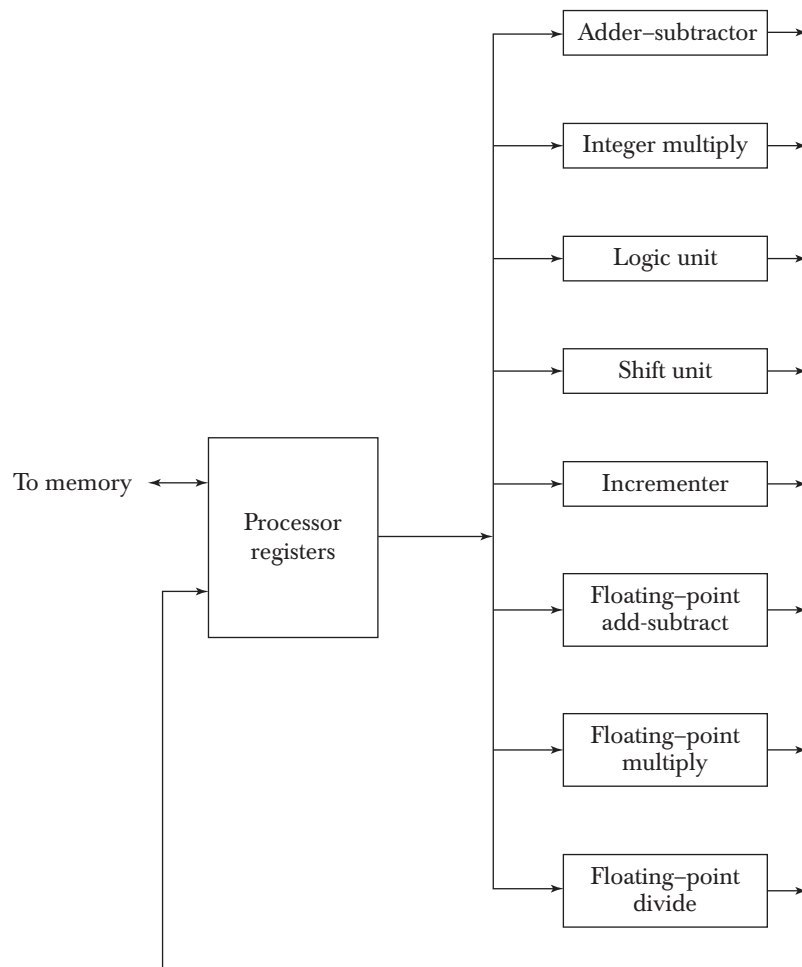 Adder–subtractor
Integer multiply
Logic unit
Shift unit
To memory
Processor
registers
Incrementer
Floating–point
add-subtract
Floating–point
multiply
Floating–point
divide